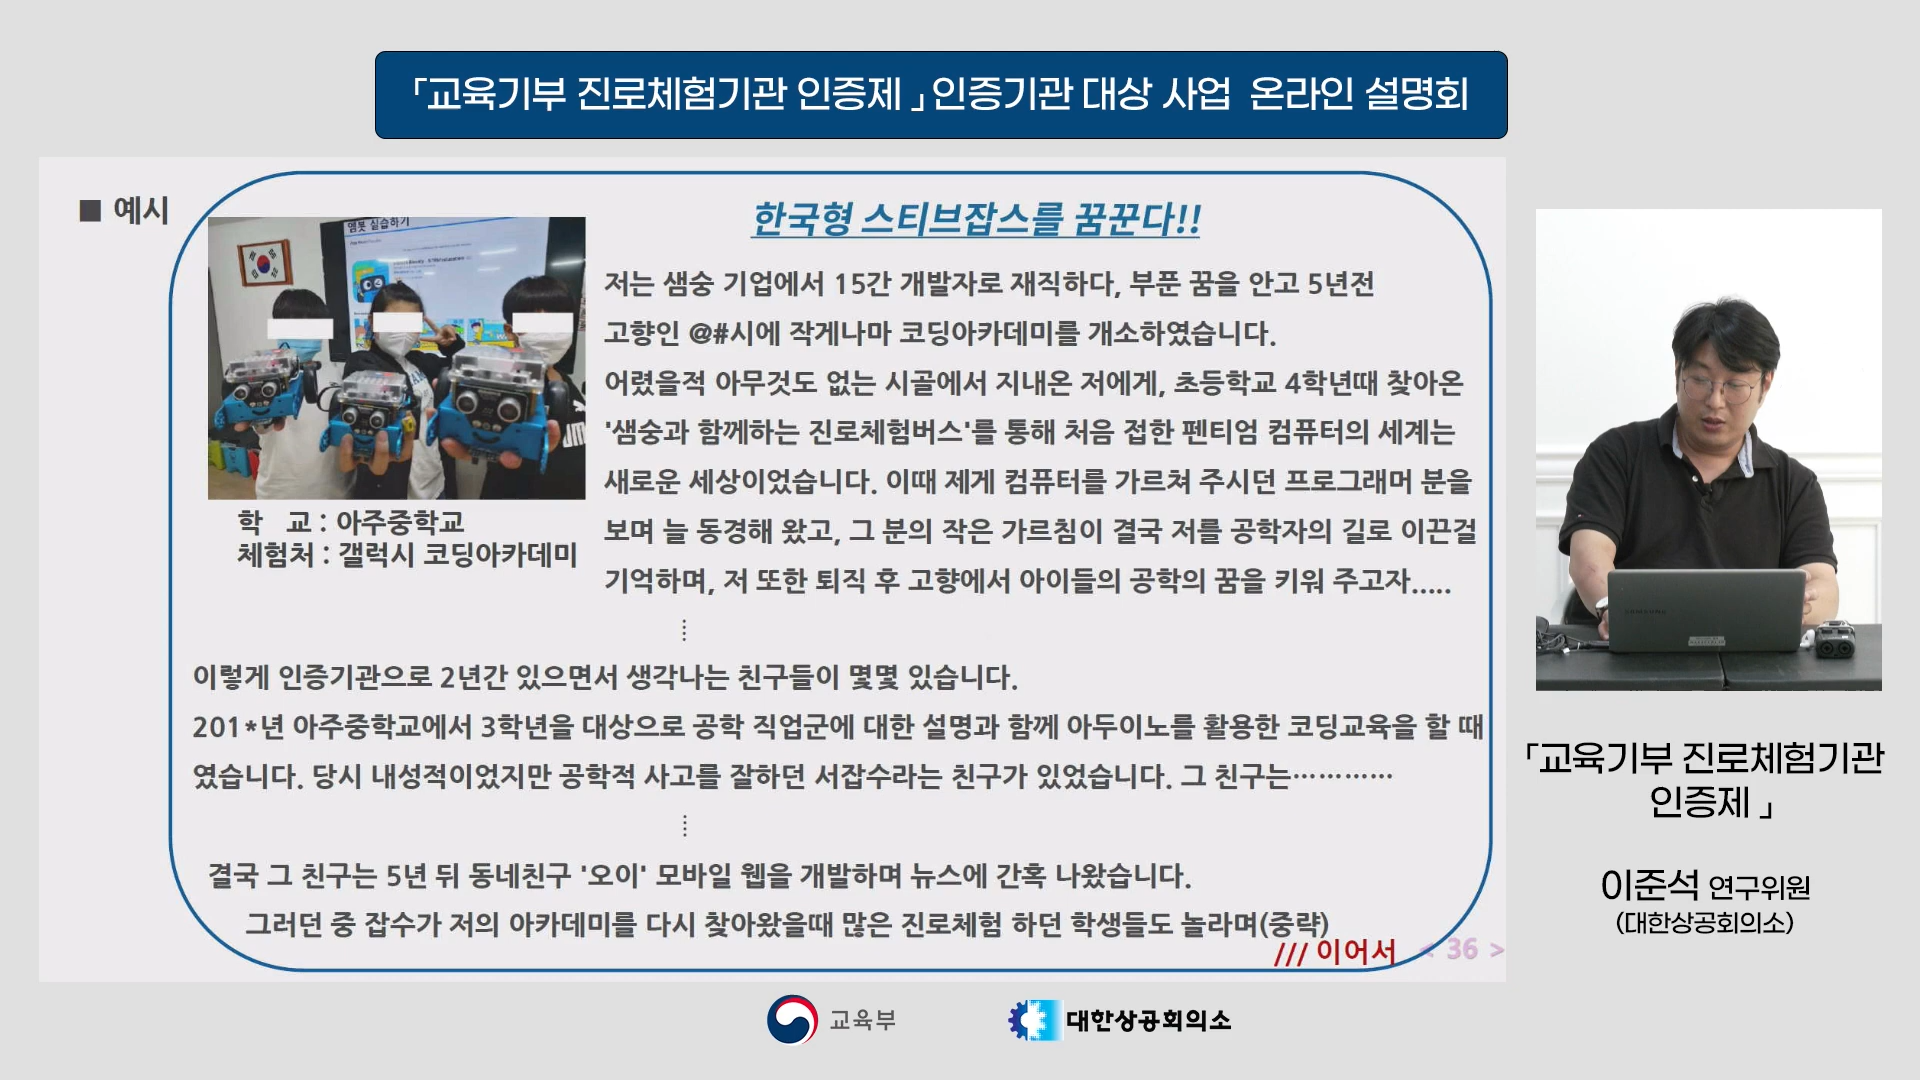 「교육기부 진로체험기관 인증제 」인증기관 대상 사업 온라인 설명회
■ 예시
한국형 스티브잡스를 꿈꾼다!!
엠봇 실습하기
저는 샘숭 기업에서 15간 개발자로 재직하다, 부푼 꿈을 안고 5년전
고향인 @#시에 작게나마 코딩아카데미를 개소하였습니다.
어렸을적 아무것도 없는 시골에서 지내온 저에게, 초등학교 4학년때 찾아온
'샘숭과 함께하는 진로체험버스'를 통해 처음 접한 펜티엄 컴퓨터의 세계는
새로운 세상이었습니다. 이때 제게 컴퓨터를 가르쳐 주시던 프로그래머 분을
보며 늘 동경해 왔고, 그 분의 작은 가르침이 결국 저를 공학자의 길로 이끈걸
기억하며, 저 또한 퇴직 후 고향에서 아이들의 공학의 꿈을 키워 주고자.....
학 교 : 아주중학교
체험처 : 갤럭시 코딩아카데미
⋮
이렇게 인증기관으로 2년간 있으면서 생각나는 친구들이 몇몇 있습니다.
201*년 아주중학교에서 3학년을 대상으로 공학 직업군에 대한 설명과 함께 아두이노를 활용한 코딩교육을 할 때
였습니다. 당시 내성적이었지만 공학적 사고를 잘하던 서잡수라는 친구가 있었습니다. 그 친구는…………
⋮
결국 그 친구는 5년 뒤 동네친구 '오이' 모바일 웹을 개발하며 뉴스에 간혹 나왔습니다.
그러던 중 잡수가 저의 아카데미를 다시 찾아왔을때 많은 진로체험 하던 학생들도 놀라며(중략)
/// 이어서
< 36 >
SAMSUNG
「교육기부 진로체험기관
인증제 」
이준석 연구위원
(대한상공회의소)
교육부
대한상공회의소